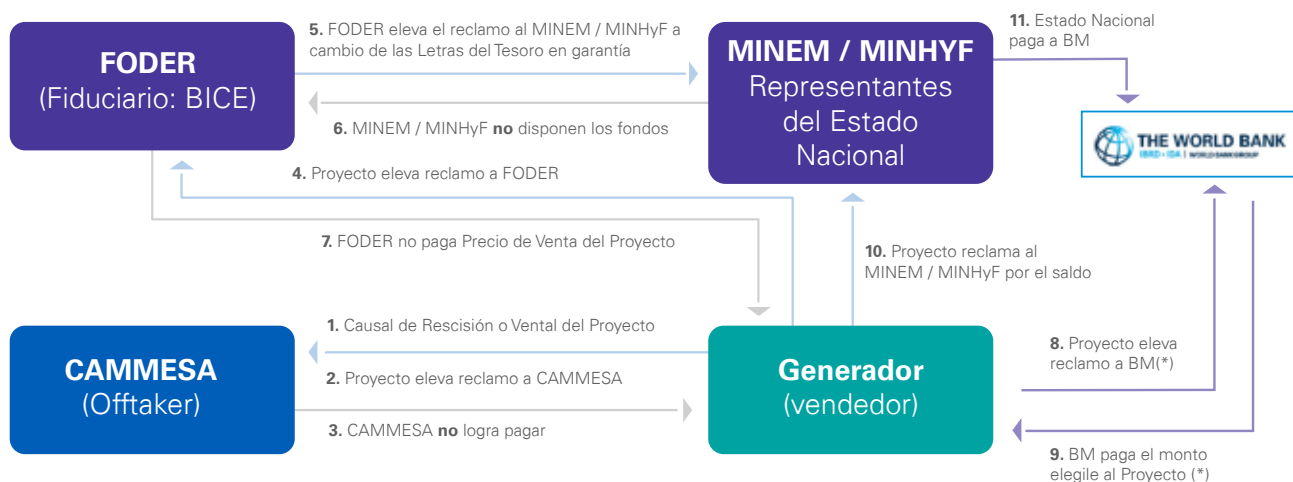 5. FODER eleva el reclamo al MINEM / MINHyF a
cambio de las Letras del Tesoro en garantía
11. Estado Nacional
paga a BM
FODER
(Fiduciario: BICE)
MINEM / MINHYF
Representantes
del Estado
Nacional
6. MINEM / MINHyF no disponen los fondos
THE WORLD BANK
IBRD • IDA | WORLD BANK GROUP
4. Proyecto eleva reclamo a FODER
7. FODER no paga Precio de Venta del Proyecto
10. Proyecto reclama al
MINEM / MINHyF por el saldo
1. Causal de Rescisión o Vental del Proyecto
CAMMESA
(Offtaker)
2. Proyecto eleva reclamo a CAMMESA
3. CAMMESA no logra pagar
Generador
(vendedor)
8. Proyecto eleva
reclamo a BM(*)
9. BM paga el monto
elegile al Proyecto (*)